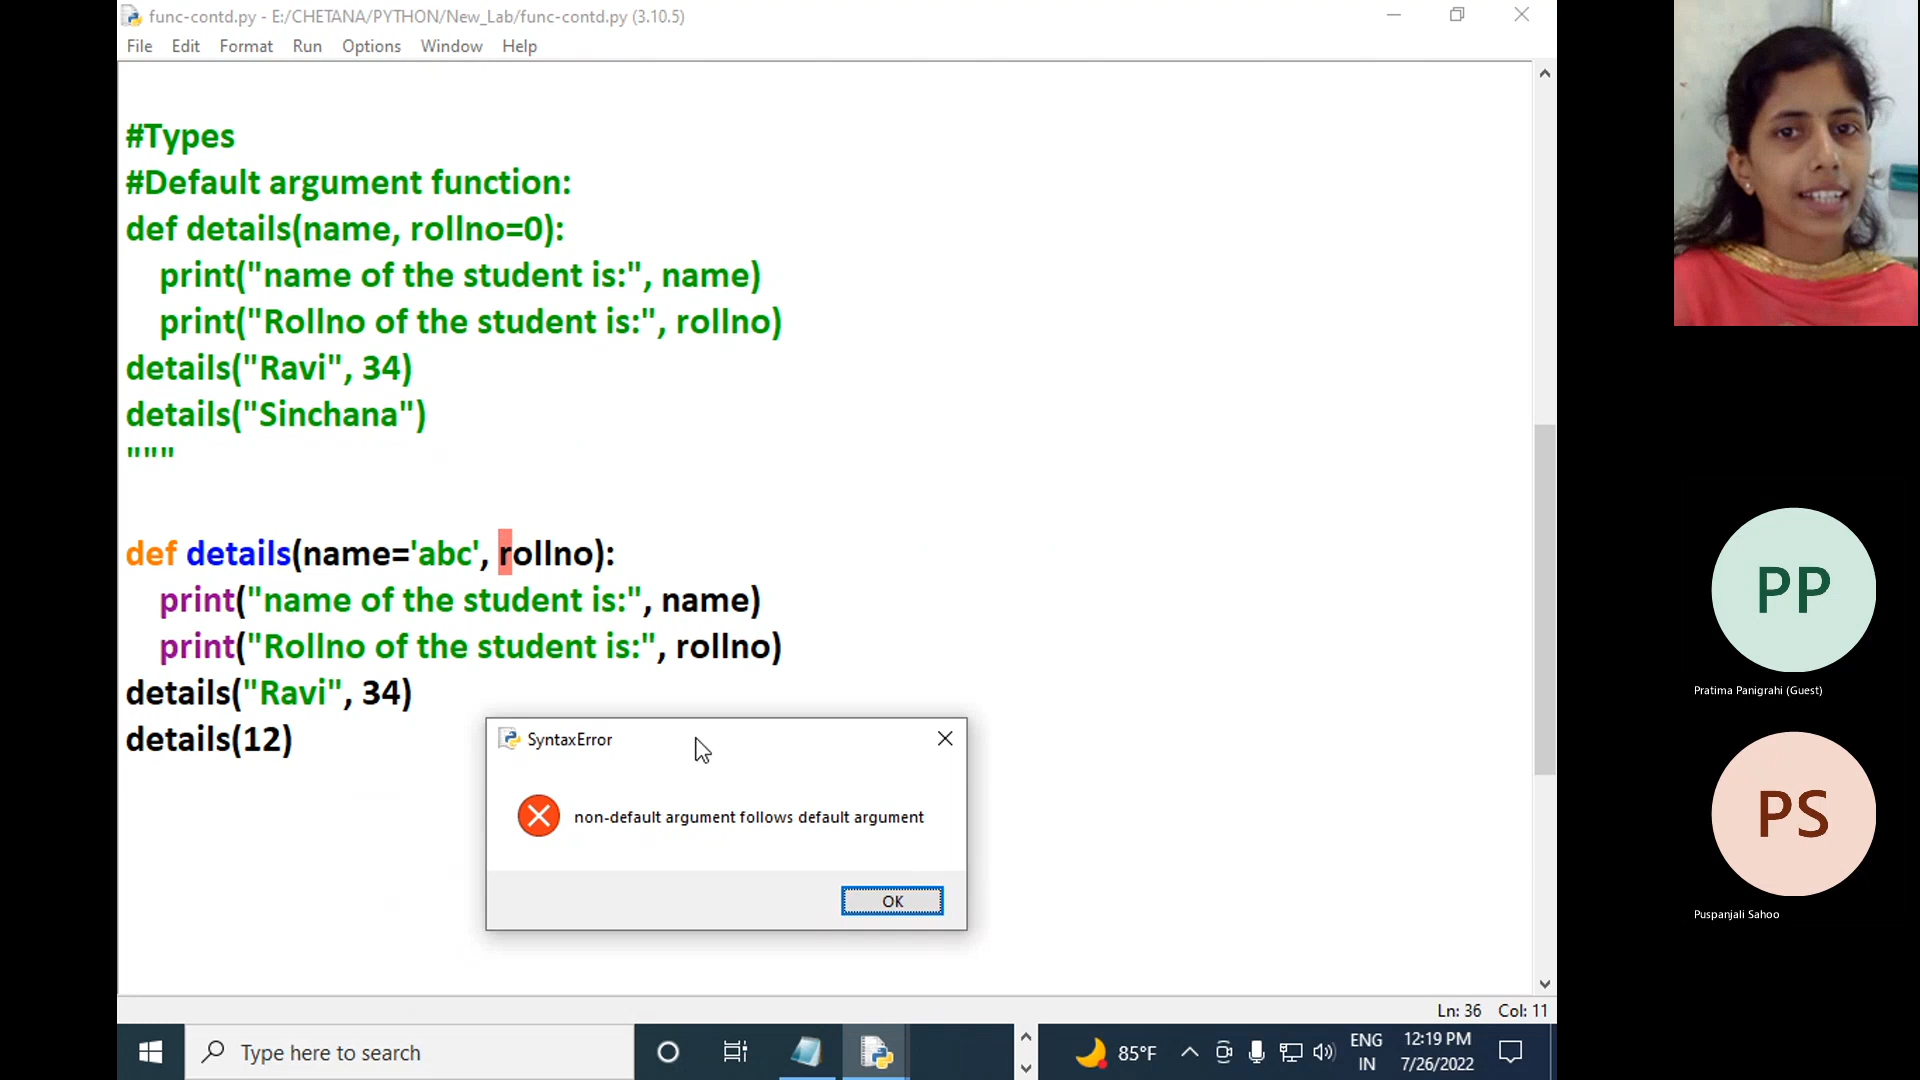 func-contd.py - E:/CHETANA/PYTHON/New_Lab/func-contd.py (3.10.5)
File Edit Format Run Options Window Help
#Types
#Default argument function:
def details(name, rollno=0):
    print("name of the student is:", name)
    print("Rollno of the student is:", rollno)
details("Ravi", 34)
details("Sinchana")
"""
def details(name='abc', rollno):
    print("name of the student is:", name)
    print("Rollno of the student is:", rollno)
details("Ravi", 34)
details(12)
SyntaxError
non-default argument follows default argument
OK
Ln: 36 Col: 11
Type here to search
85°F
ENG
IN
12:19 PM
7/26/2022
PP
Pratima Panigrahi (Guest)
PS
Puspanjali Sahoo